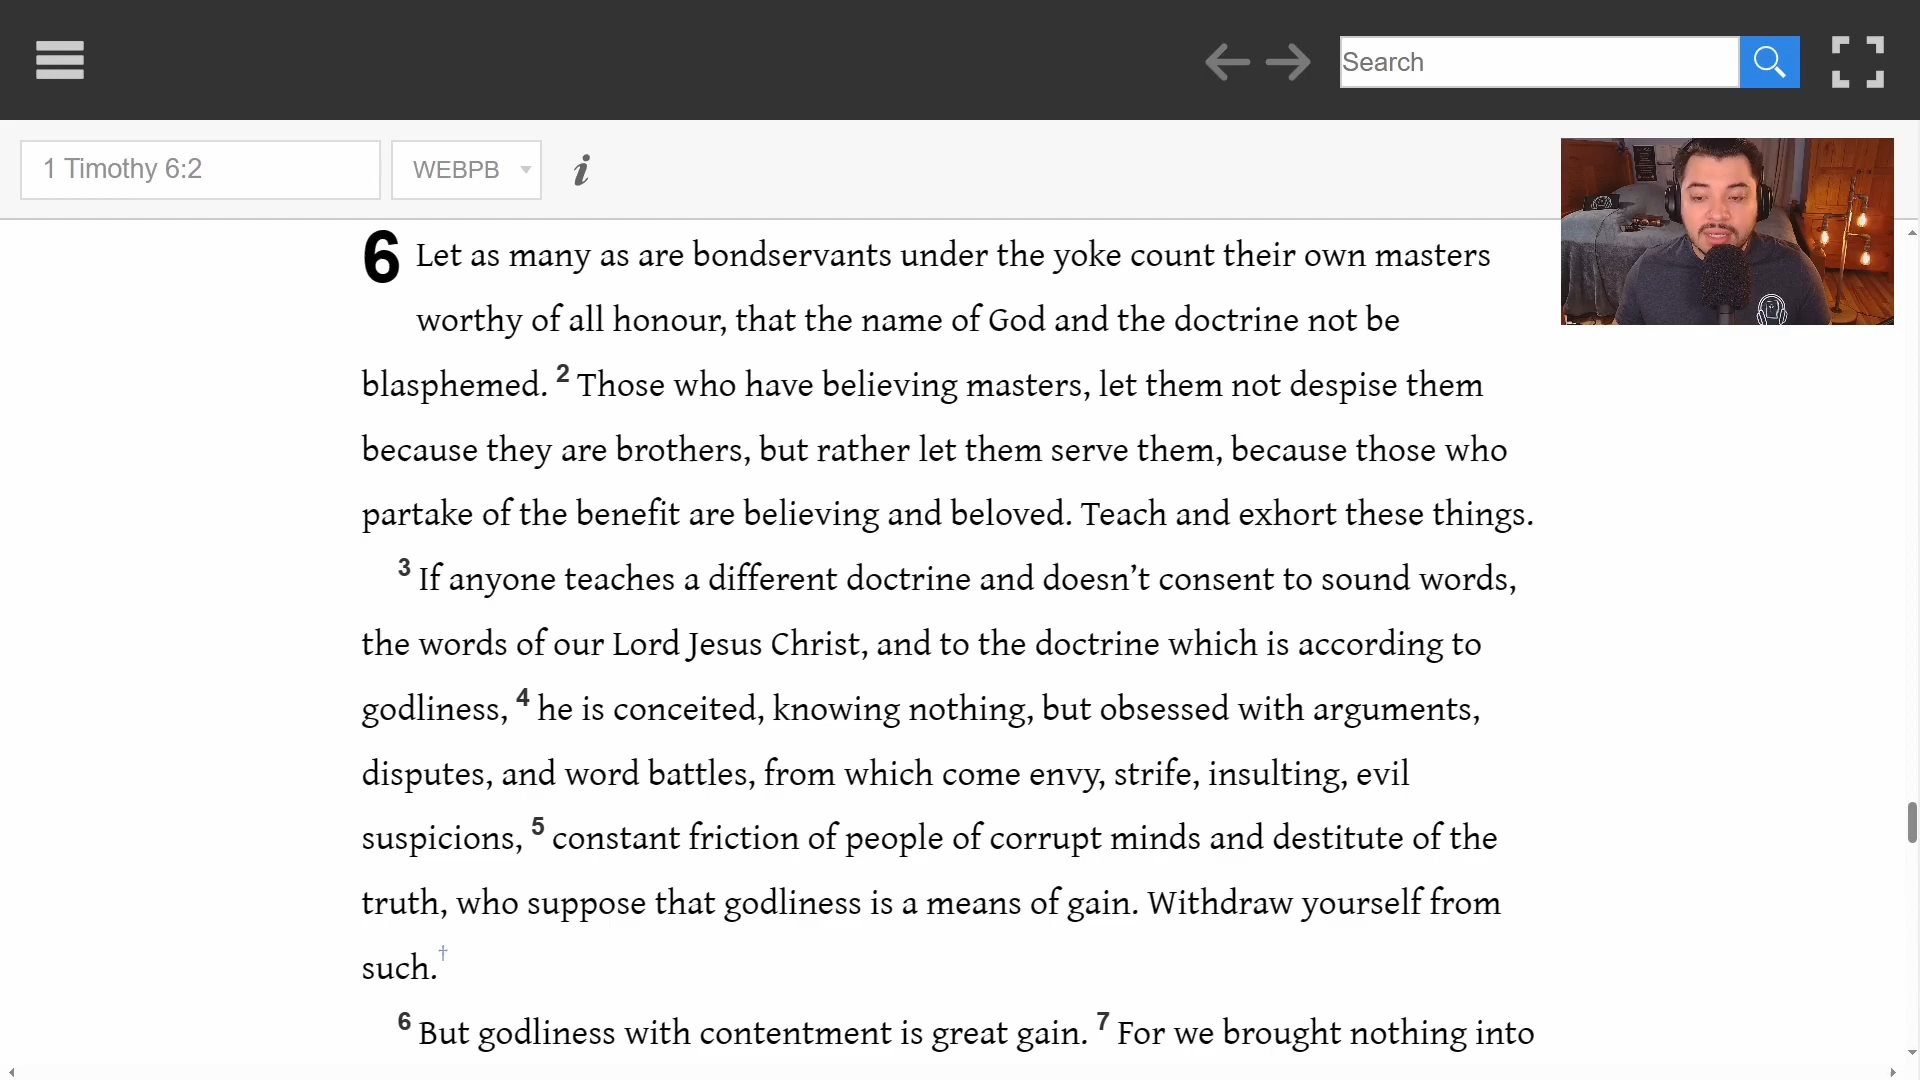 Search
1 Timothy 6:2
WEBPB
i
6 Let as many as are bondservants under the yoke count their own masters
worthy of all honour, that the name of God and the doctrine not be
blasphemed. 2 Those who have believing masters, let them not despise them
because they are brothers, but rather let them serve them, because those who
partake of the benefit are believing and beloved. Teach and exhort these things.
3 If anyone teaches a different doctrine and doesn’t consent to sound words,
the words of our Lord Jesus Christ, and to the doctrine which is according to
godliness, 4 he is conceited, knowing nothing, but obsessed with arguments,
disputes, and word battles, from which come envy, strife, insulting, evil
suspicions, 5 constant friction of people of corrupt minds and destitute of the
truth, who suppose that godliness is a means of gain. Withdraw yourself from
such.†
6 But godliness with contentment is great gain. 7 For we brought nothing into